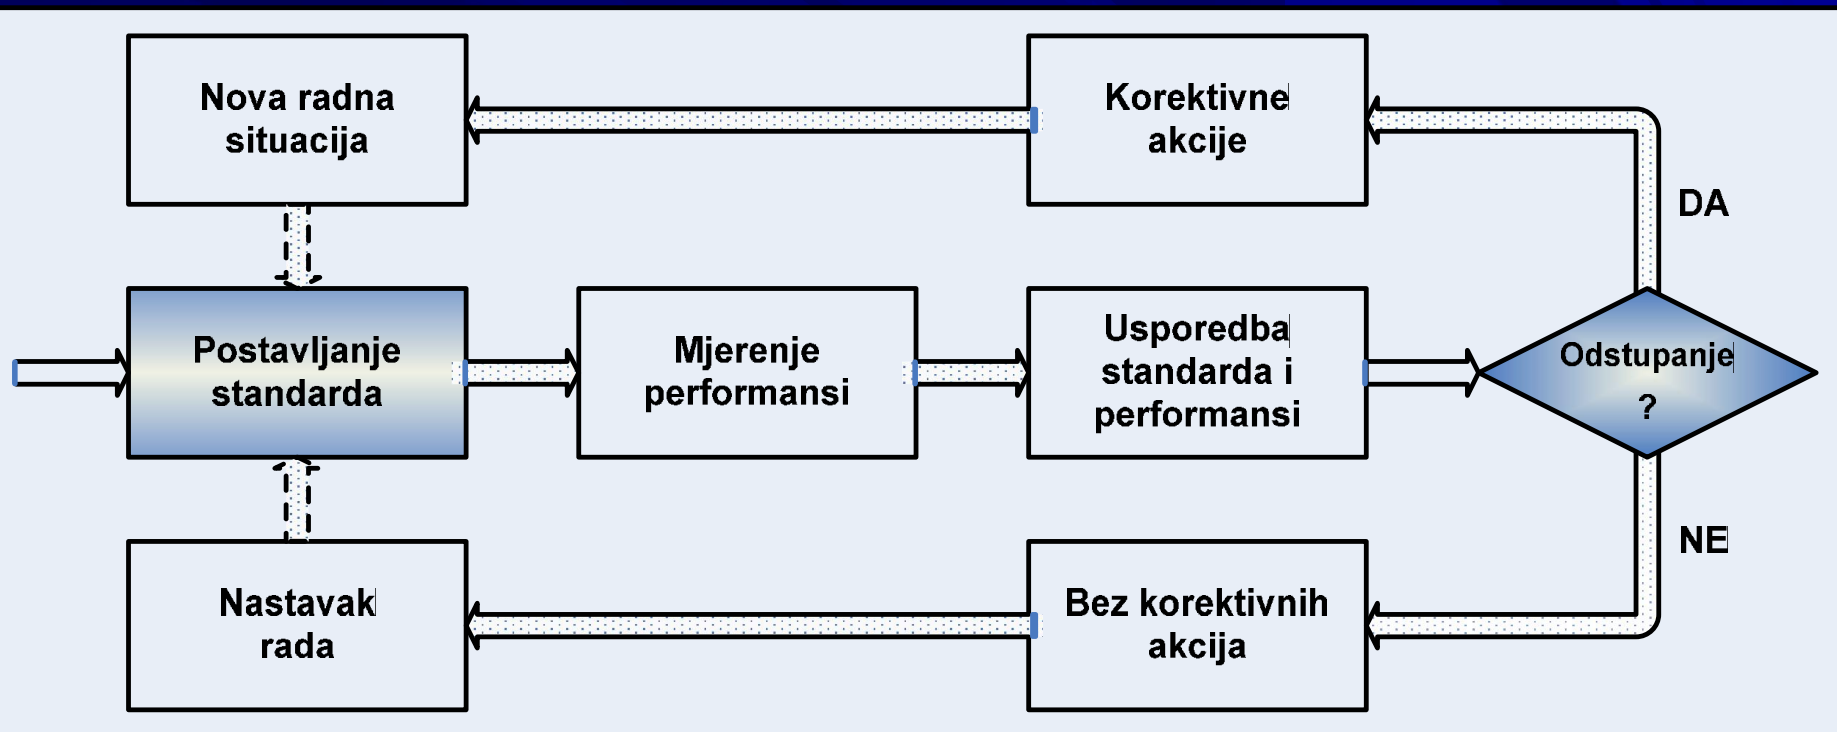 Nova radna
situacija
Korektivne
akcije
DA
Postavljanje
standarda
Mjerenje
performansi
Usporedba
standarda i
performansi
Odstupanje
?
NE
Nastavak
rada
Bez korektivnih
akcija